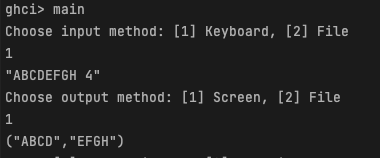 ghci> main
Choose input method: [1] Keyboard, [2] File
1
"ABCDEFGH 4"
Choose output method: [1] Screen, [2] File
1
("ABCD","EFGH")